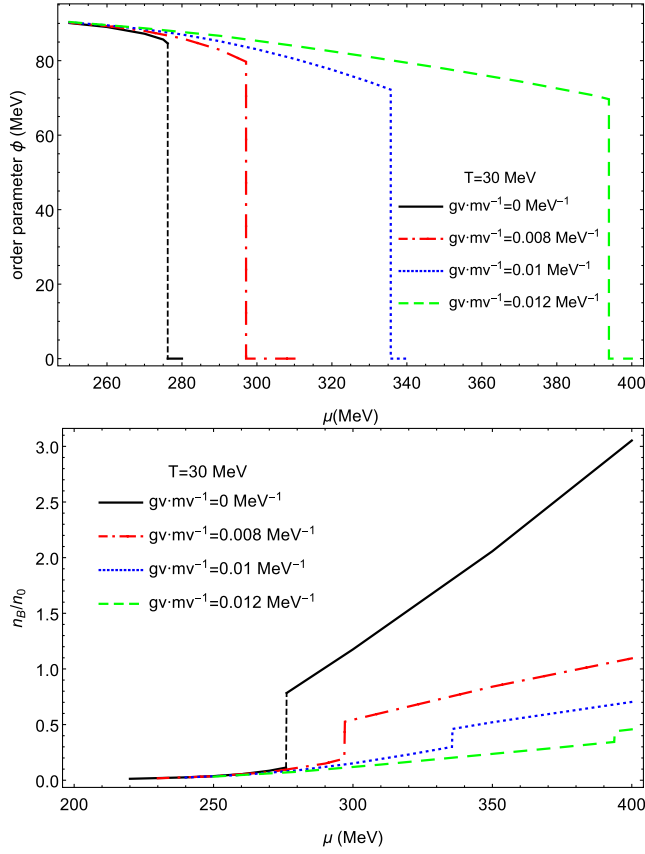 order parameter ϕ (MeV)
80
60
40
20
0
T=30 MeV
gv·mv⁻¹=0 MeV⁻¹
gv·mv⁻¹=0.008 MeV⁻¹
gv·mv⁻¹=0.01 MeV⁻¹
gv·mv⁻¹=0.012 MeV⁻¹
260 280 300 320 340 360 380 400
μ(MeV)
n_B/n_0
3.0
2.5
2.0
1.5
1.0
0.5
0.0
T=30 MeV
gv·mv⁻¹=0 MeV⁻¹
gv·mv⁻¹=0.008 MeV⁻¹
gv·mv⁻¹=0.01 MeV⁻¹
gv·mv⁻¹=0.012 MeV⁻¹
200 250 300 350 400
μ (MeV)